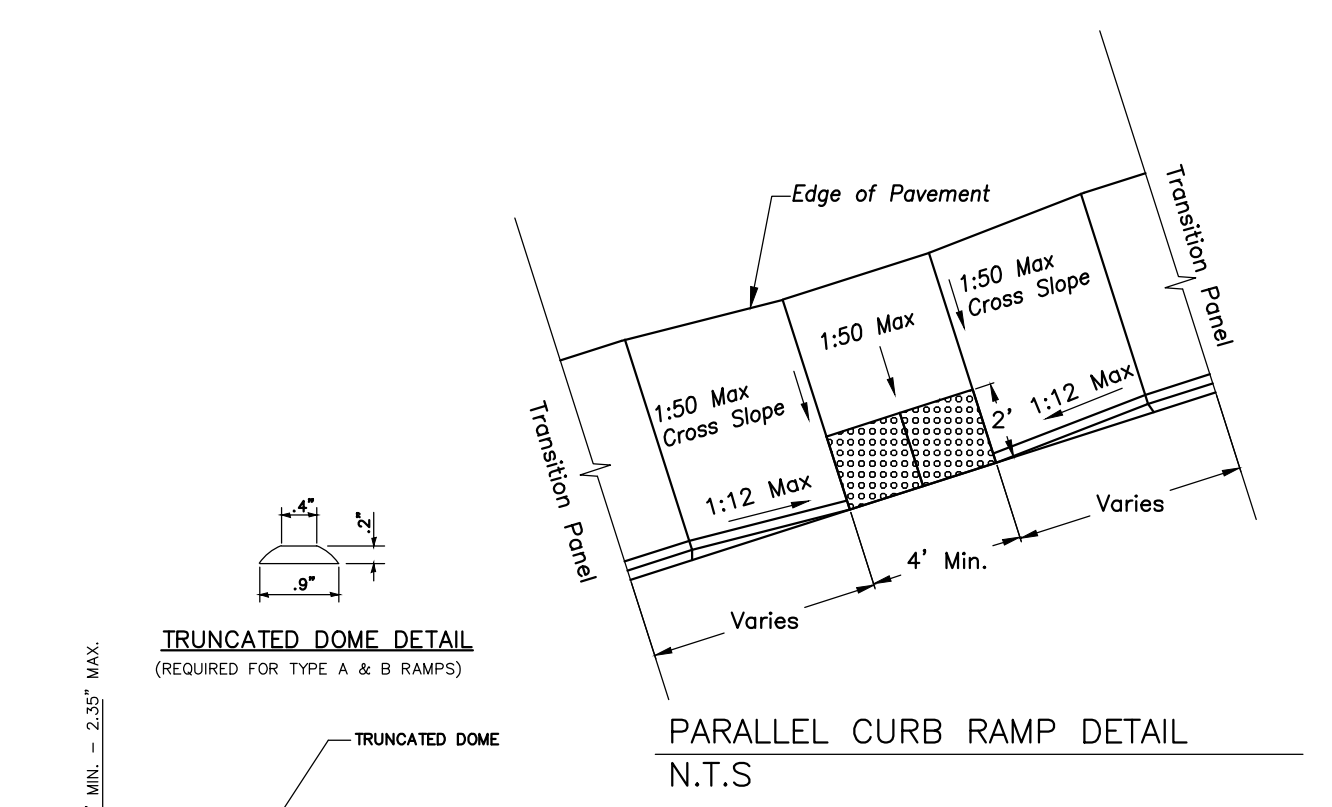 Edge of Pavement
Transition Panel
1:50 Max
Cross Slope
1:50 Max
1:50 Max
Cross Slope
1:12 Max
2'
1:12 Max
Transition Panel
Varies
4' Min.
Varies
.4"
.2"
.9"
TRUNCATED DOME DETAIL
(REQUIRED FOR TYPE A & B RAMPS)
MIN. – 2.35" MAX.
TRUNCATED DOME
PARALLEL CURB RAMP DETAIL
N.T.S